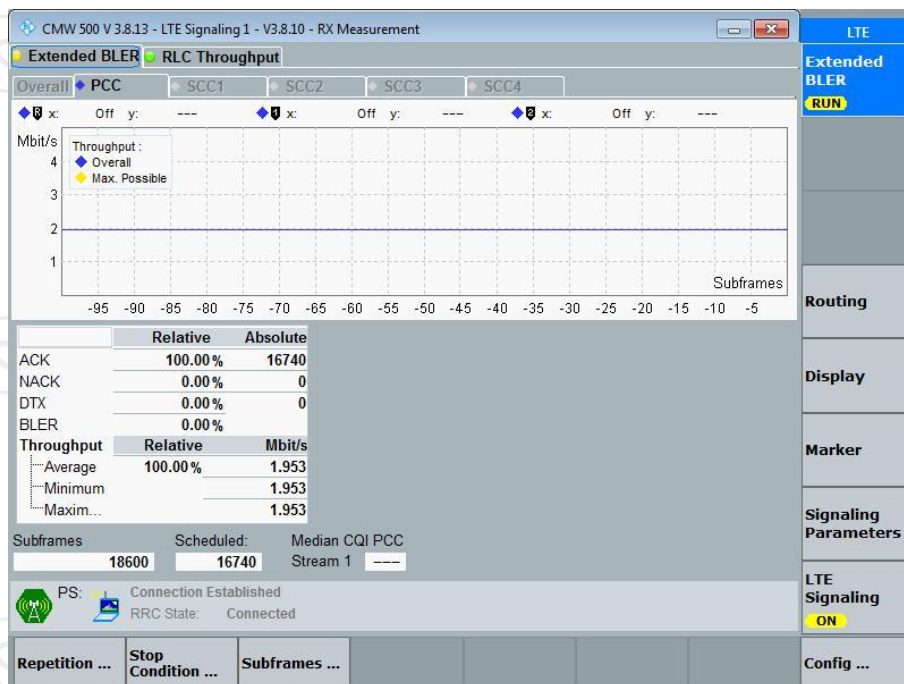 CMW 500 V 3.8.13 - LTE Signaling 1 - V3.8.10 - RX Measurement
LTE
Extended BLER RLC Throughput
Extended BLER
RUN
Overall PCC SCC1 SCC2 SCC3 SCC4
R x: Off y: --- 1 x: Off y: --- 2 x: Off y: ---
Mbit/s
Throughput :
Overall
Max. Possible
4
3
2
1
Subframes
-95 -90 -85 -80 -75 -70 -65 -60 -55 -50 -45 -40 -35 -30 -25 -20 -15 -10 -5
Routing
Display
Marker
Signaling
Parameters
LTE
Signaling
ON
Relative Absolute
ACK 100.00 % 16740
NACK 0.00 % 0
DTX 0.00 % 0
BLER 0.00 %
Throughput Relative Mbit/s
Average 100.00 % 1.953
Minimum 1.953
Maxim... 1.953
Subframes Scheduled: Median CQI PCC
18600 16740 Stream 1 ---
PS: Connection Established
RRC State: Connected
Repetition ... Stop Condition ... Subframes ... Config ...